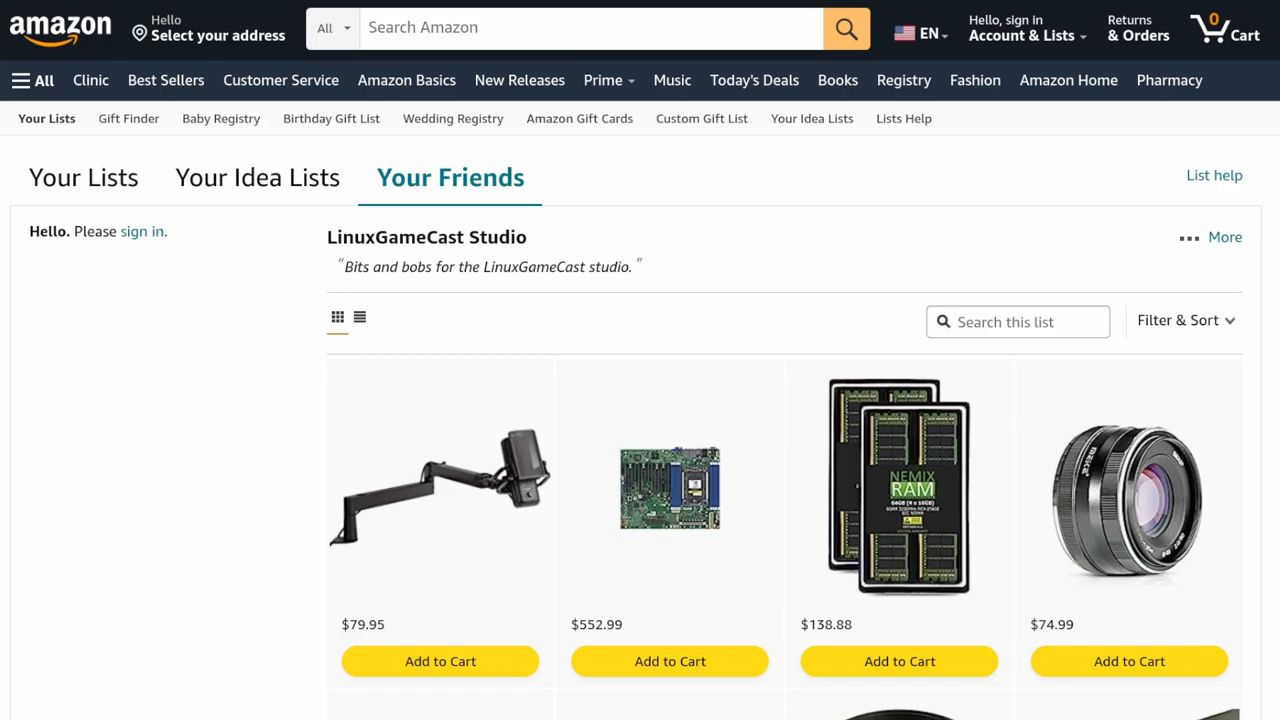 amazon
Hello
Select your address
All
Search Amazon
EN
Hello, sign in
Account & Lists
Returns
& Orders
0
Cart
All
Clinic
Best Sellers
Customer Service
Amazon Basics
New Releases
Prime
Music
Today's Deals
Books
Registry
Fashion
Amazon Home
Pharmacy
Your Lists
Gift Finder
Baby Registry
Birthday Gift List
Wedding Registry
Amazon Gift Cards
Custom Gift List
Your Idea Lists
Lists Help
Your Lists
Your Idea Lists
Your Friends
List help
Hello. Please sign in.
LinuxGameCast Studio
More
"Bits and bobs for the LinuxGameCast studio. "
Search this list
Filter & Sort
NEMIX
RAM
64GB (4 x 16GB)
meike
$79.95
$552.99
$138.88
$74.99
Add to Cart
Add to Cart
Add to Cart
Add to Cart